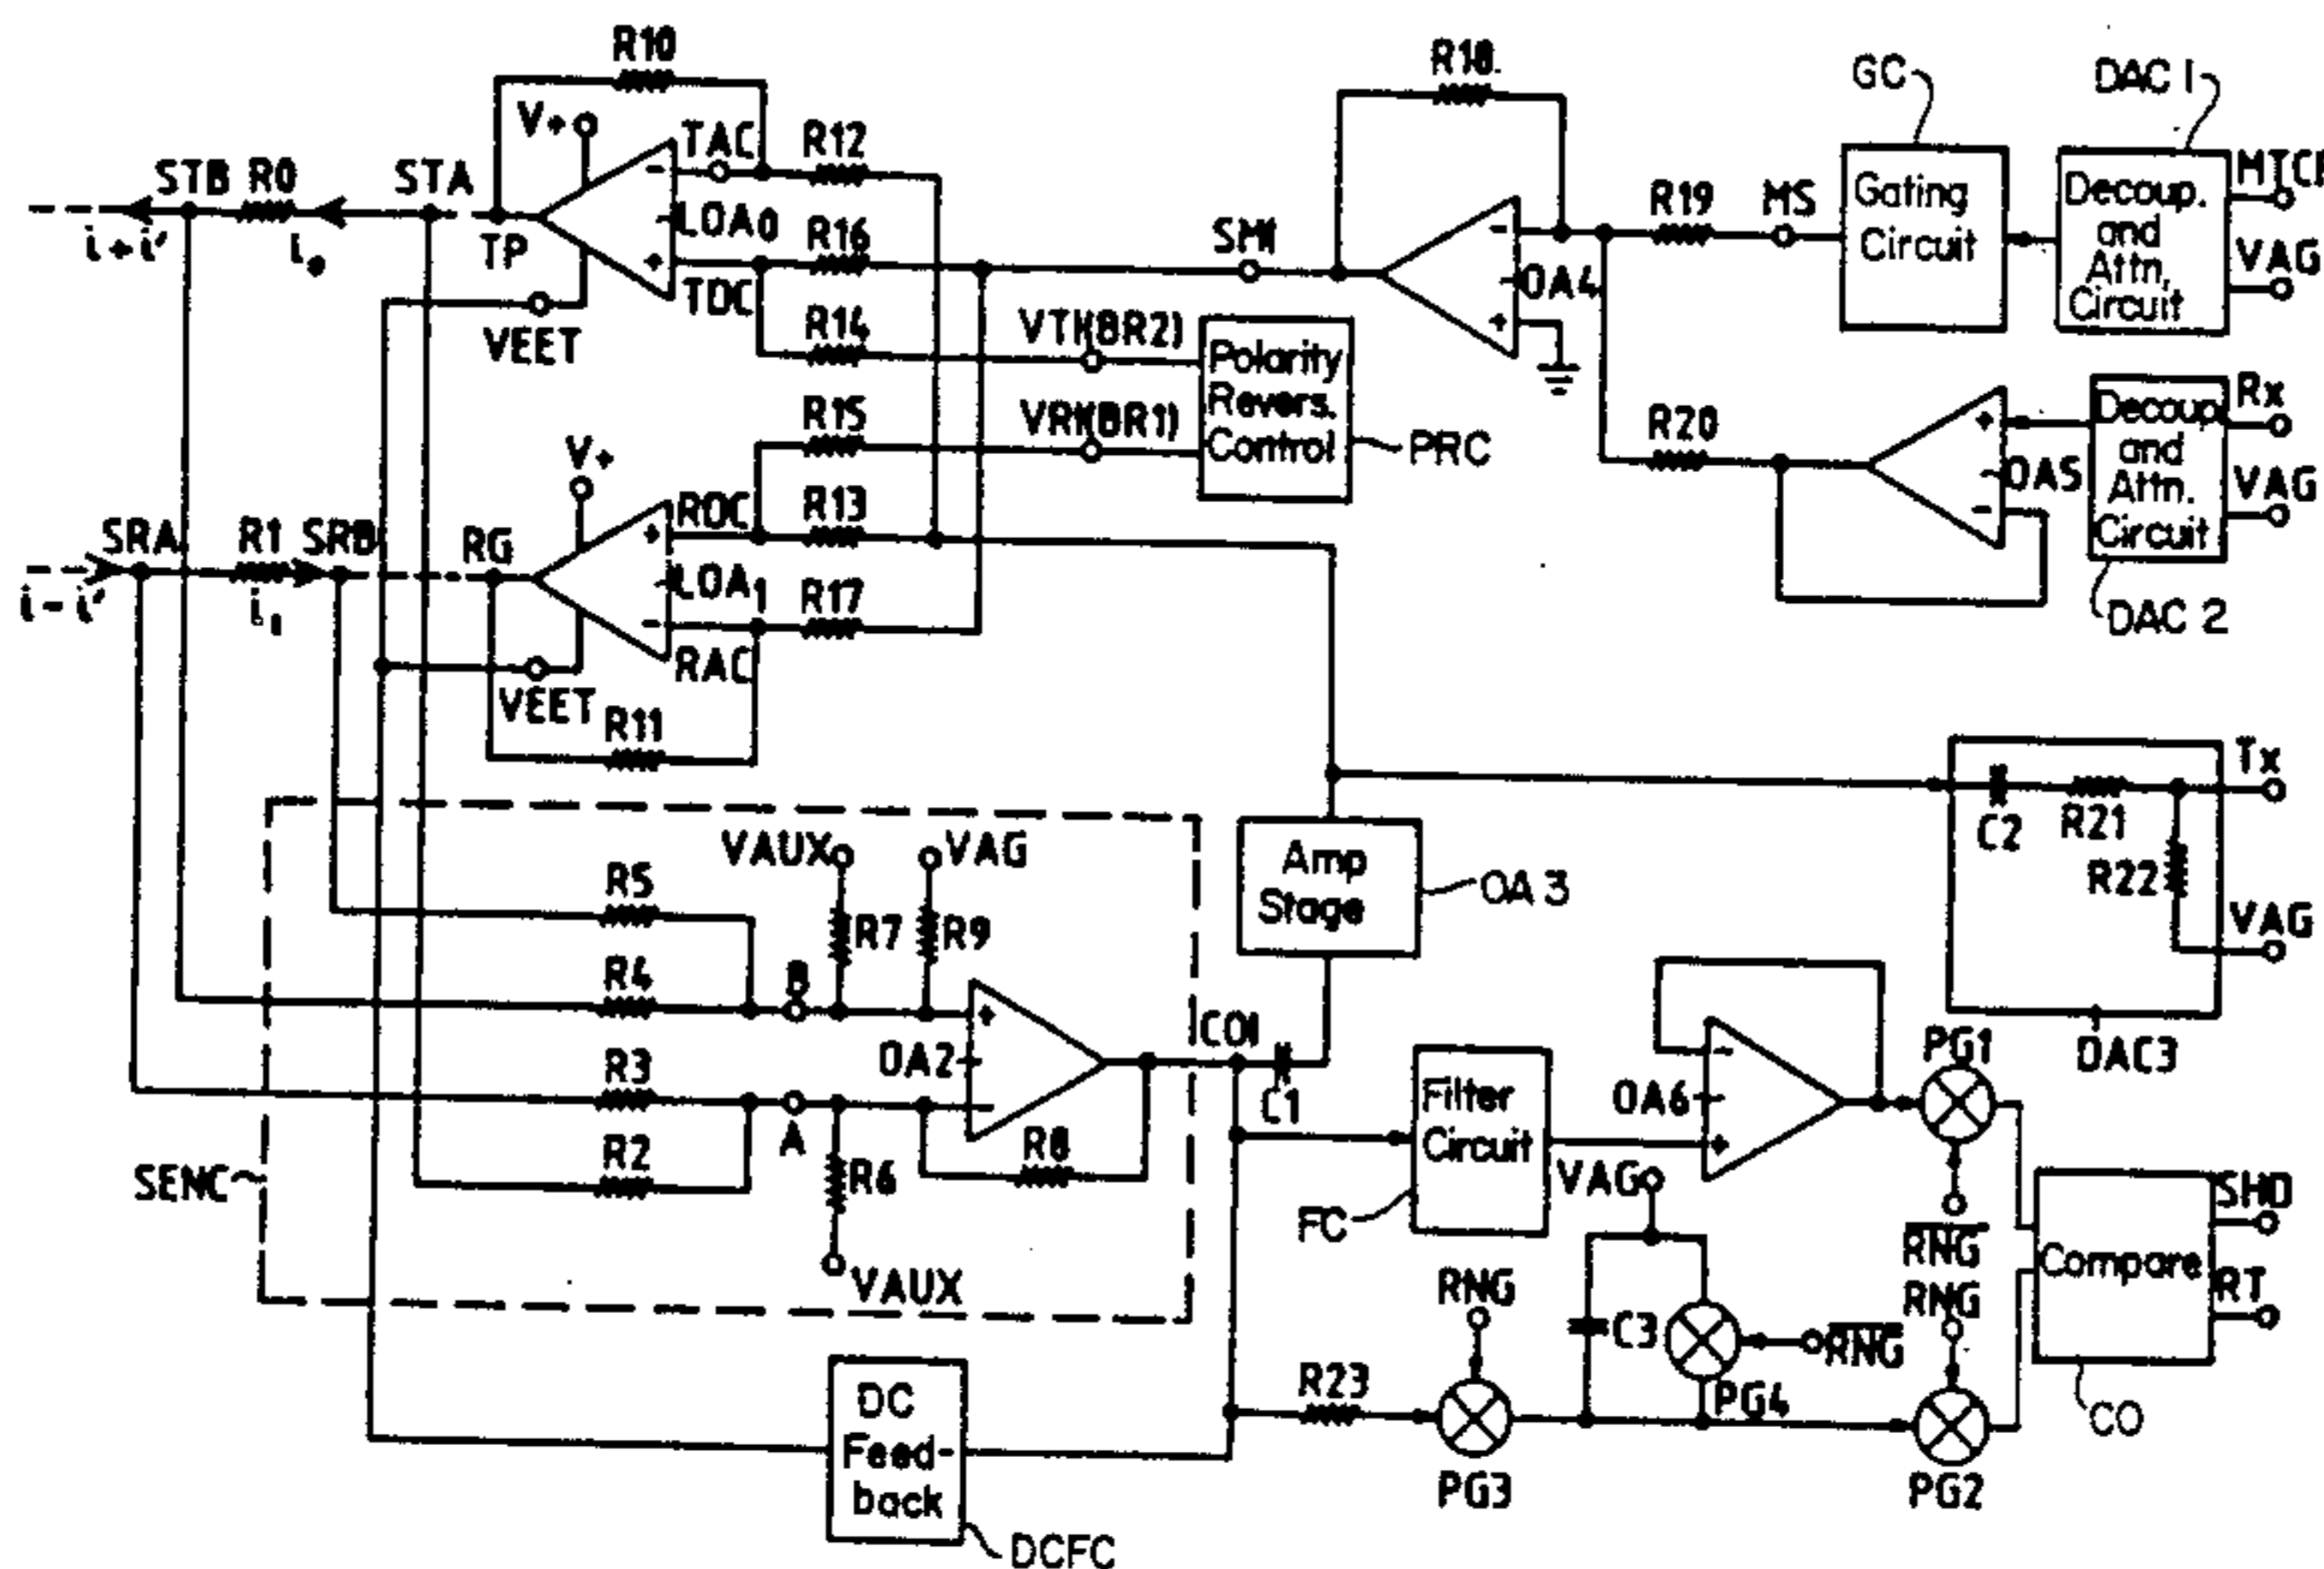 R10
R18.
GC
DAC 1
V+
TAC
R12
STB
R0
STA
R19
MS
Gating
Circuit
Decoup.
and
Attn,
Circuit
VAG
i + i'
TP
LOA0
R16
SM1
OA4
TDC
R14
VEET
VT1(BR2)
Polarity
Revers.
Control
PRC
R15
VR1(BR1)
R20
OA5
Decoup.
and
Attn.
Circuit
Rx
VAG
DAC 2
V+
SRA
R1
SRB
RG
R13
i - i'
i1
LOA1
R17
RAC
VEET
R11
Tx
C2
R21
R22
VAG
DAC3
VAUX
VAG
R5
R7
R9
Amp
Stage
OA 3
R4
B
OA2
CO1
C1
R3
A
R8
R2
R6
SENC
VAUX
Filter
Circuit
FC
OA6
PG1
VAG
RNG
RNG
RNG
C3
RNG
PG4
Compare
SHD
RT
CO
R23
PG3
PG2
DC
Feed-
back
DCFC